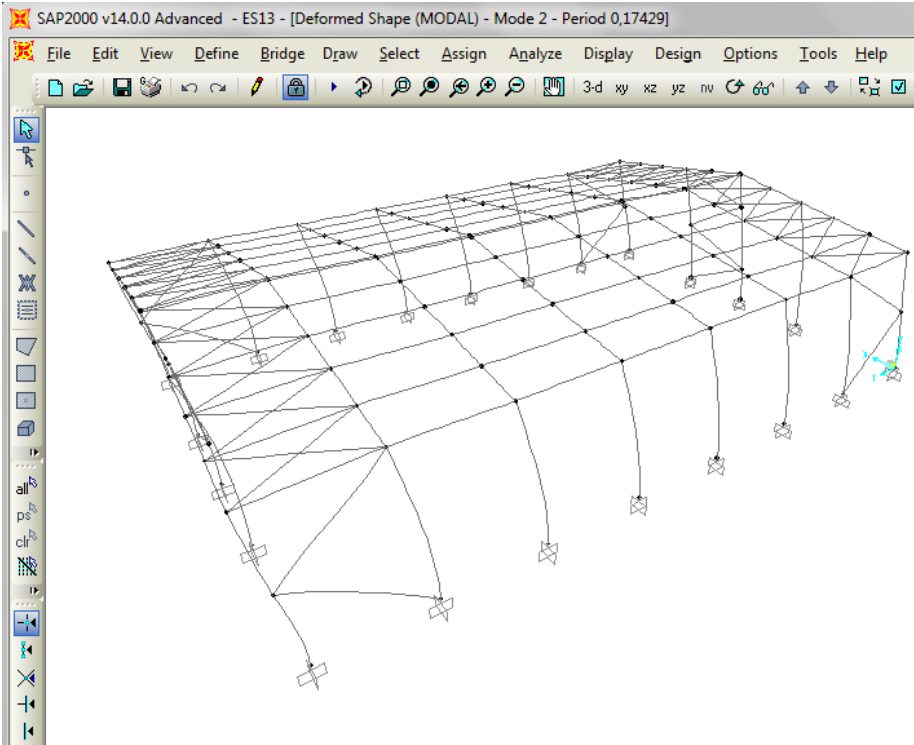 SAP2000 v14.0.0 Advanced - ES13 - [Deformed Shape (MODAL) - Mode 2 - Period 0,17429]
File Edit View Define Bridge Draw Select Assign Analyze Display Design Options Tools Help
3-d xy xz yz nv
all
ps
clr